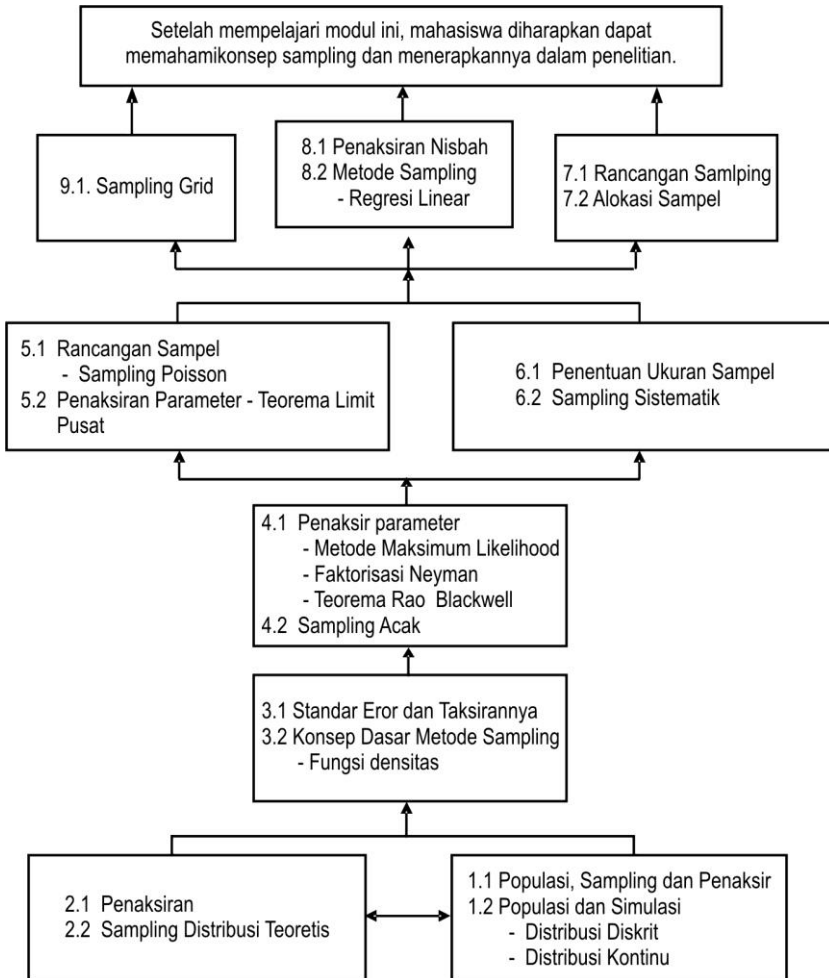 Setelah mempelajari modul ini, mahasiswa diharapkan dapat
memahamikonsep sampling dan menerapkannya dalam penelitian.
9.1. Sampling Grid
8.1 Penaksiran Nisbah
8.2 Metode Sampling
- Regresi Linear
7.1 Rancangan Samlping
7.2 Alokasi Sampel
5.1 Rancangan Sampel
- Sampling Poisson
5.2 Penaksiran Parameter - Teorema Limit
Pusat
6.1 Penentuan Ukuran Sampel
6.2 Sampling Sistematik
4.1 Penaksir parameter
- Metode Maksimum Likelihood
- Faktorisasi Neyman
- Teorema Rao Blackwell
4.2 Sampling Acak
3.1 Standar Eror dan Taksirannya
3.2 Konsep Dasar Metode Sampling
- Fungsi densitas
2.1 Penaksiran
2.2 Sampling Distribusi Teoretis
1.1 Populasi, Sampling dan Penaksir
1.2 Populasi dan Simulasi
- Distribusi Diskrit
- Distribusi Kontinu